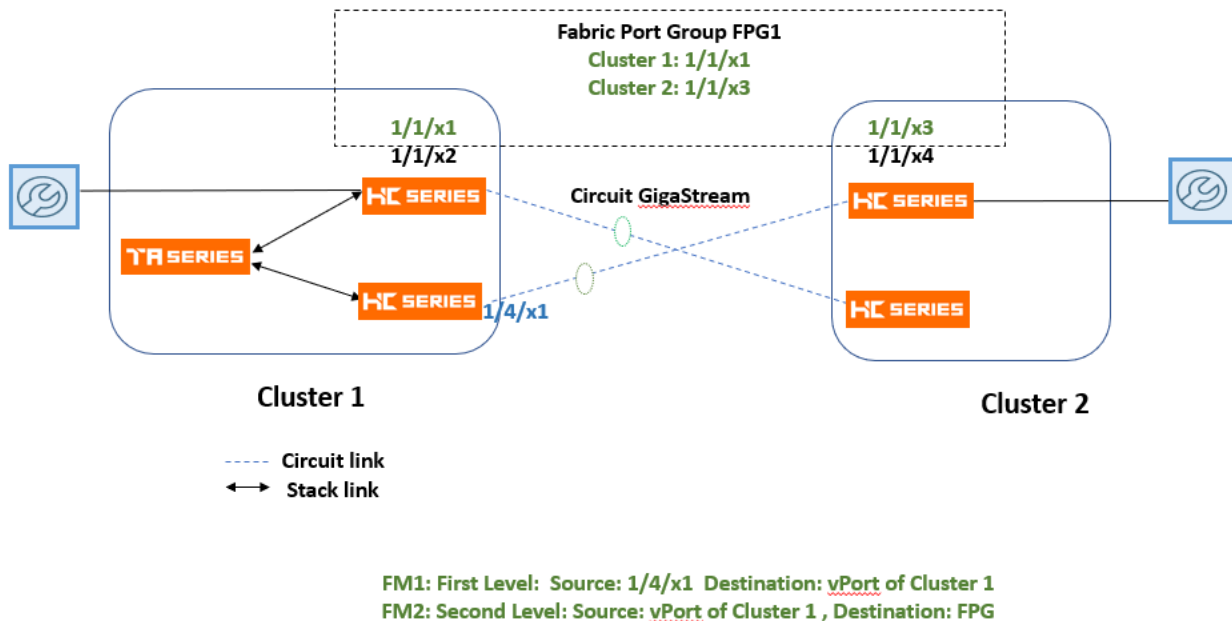 Fabric Port Group FPG1
Cluster 1: 1/1/x1
Cluster 2: 1/1/x3
1/1/x1
1/1/x2
1/1/x3
1/1/x4
HC SERIES
Circuit GigaStream
HC SERIES
TA SERIES
HC SERIES
1/4/x1
HC SERIES
Cluster 1
Cluster 2
Circuit link
Stack link
FM1: First Level:  Source: 1/4/x1  Destination: vPort of Cluster 1
FM2: Second Level: Source: vPort of Cluster 1 , Destination: FPG